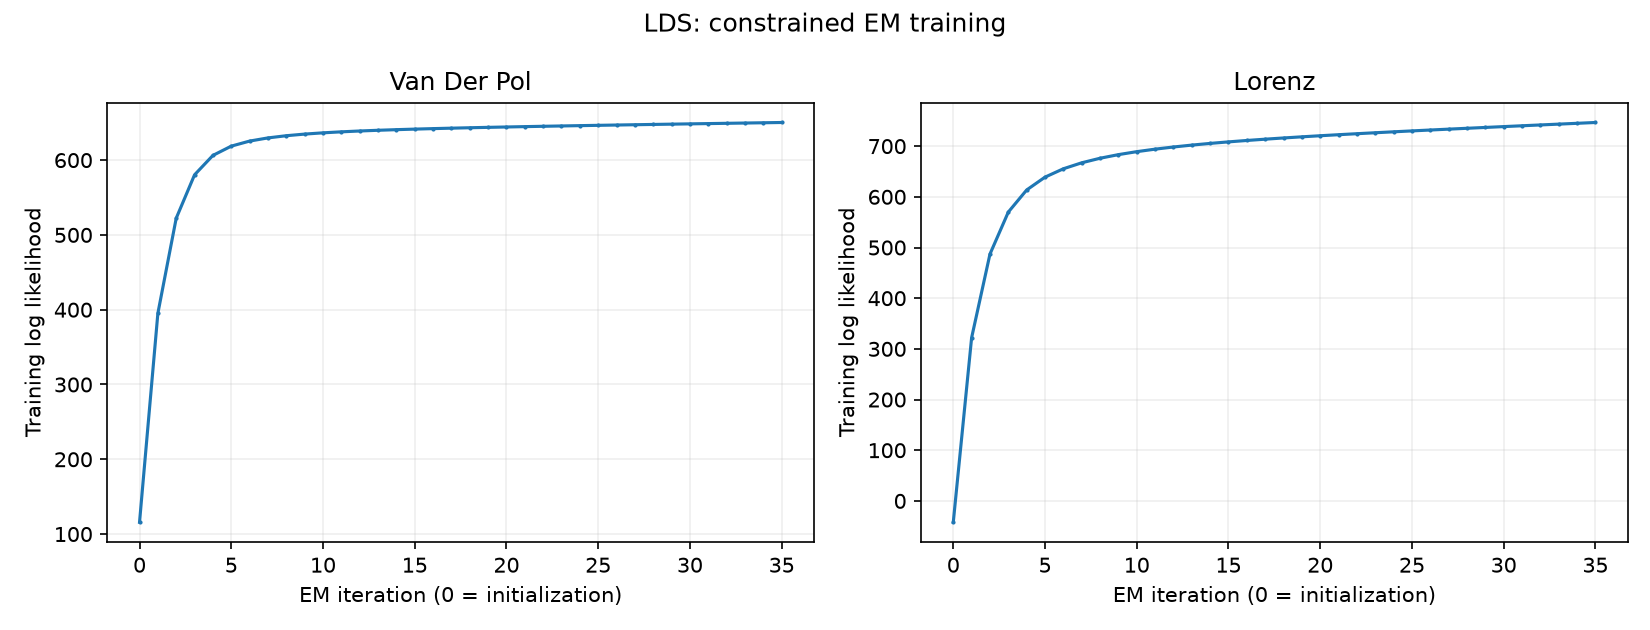 LDS: constrained EM training
Van Der Pol
600
500
400
300
200
100
Training log likelihood
0 5 10 15 20 25 30 35
EM iteration (0 = initialization)
Lorenz
700
600
500
400
300
200
100
0
Training log likelihood
0 5 10 15 20 25 30 35
EM iteration (0 = initialization)